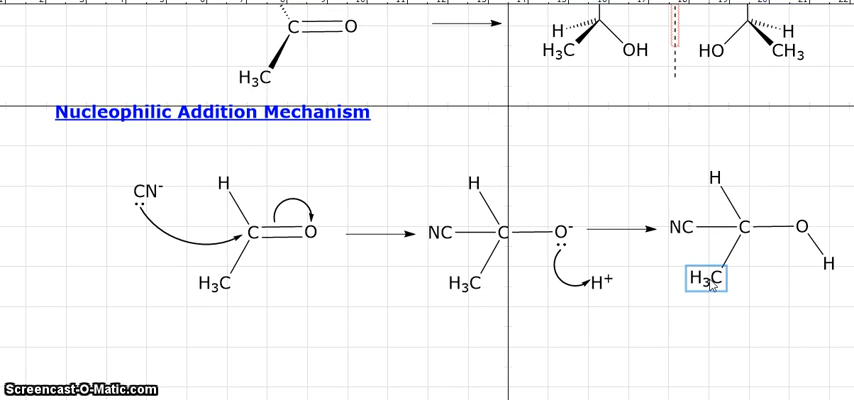 C O
H H
H₃C OH HO CH₃
H₃C
Nucleophilic Addition Mechanism
H H H
CN⁻
C O NC C O⁻ NC C O
H
H₃C H₃C H⁺ H₃C
Screencast-O-Matic.com